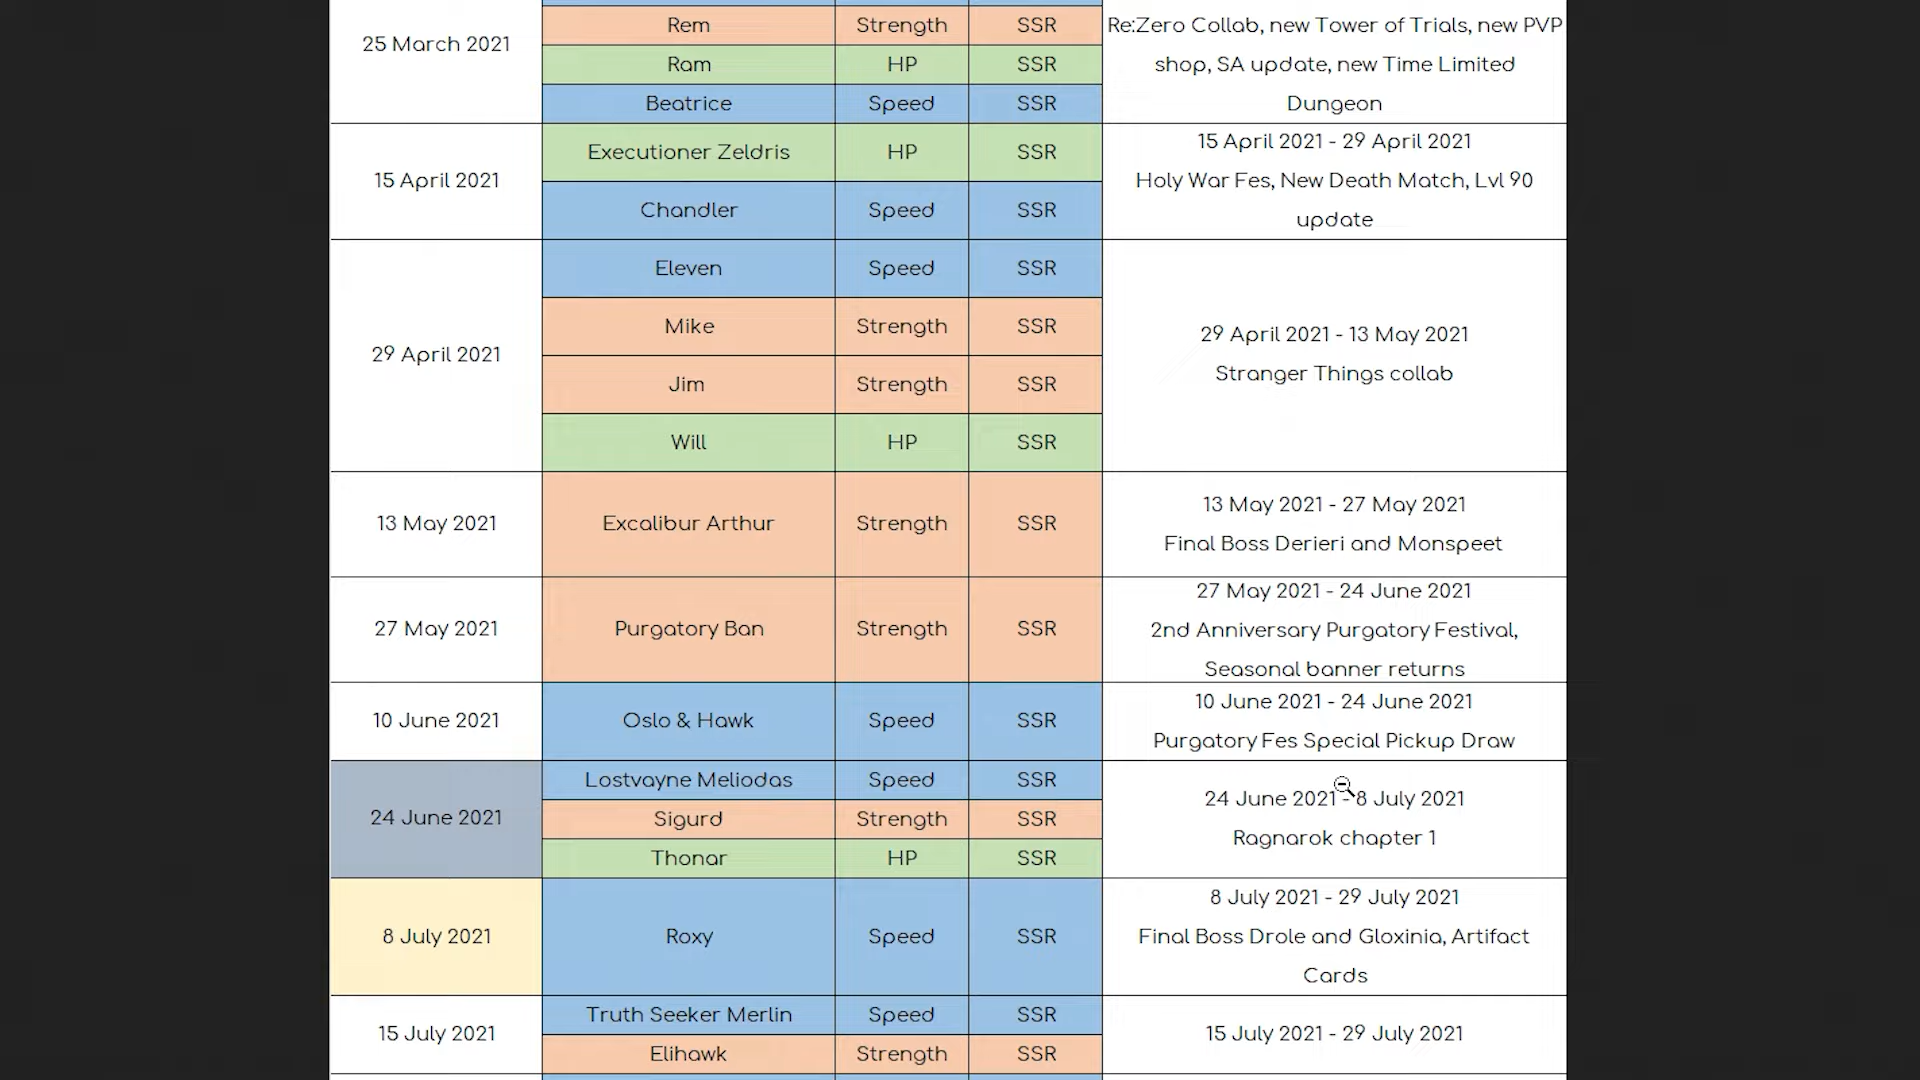 25 March 2021
Rem Strength SSR
Ram HP SSR
Beatrice Speed SSR
Re:Zero Collab, new Tower of Trials, new PVP
shop, SA update, new Time Limited
Dungeon
15 April 2021
Executioner Zeldris HP SSR
Chandler Speed SSR
15 April 2021 - 29 April 2021
Holy War Fes, New Death Match, Lvl 90
update
29 April 2021
Eleven Speed SSR
Mike Strength SSR
Jim Strength SSR
Will HP SSR
29 April 2021 - 13 May 2021
Stranger Things collab
13 May 2021
Excalibur Arthur Strength SSR
13 May 2021 - 27 May 2021
Final Boss Derieri and Monspeet
27 May 2021
Purgatory Ban Strength SSR
27 May 2021 - 24 June 2021
2nd Anniversary Purgatory Festival,
Seasonal banner returns
10 June 2021
Oslo & Hawk Speed SSR
10 June 2021 - 24 June 2021
Purgatory Fes Special Pickup Draw
24 June 2021
Lostvayne Meliodas Speed SSR
Sigurd Strength SSR
Thonar HP SSR
24 June 2021 - 8 July 2021
Ragnarok chapter 1
8 July 2021
Roxy Speed SSR
8 July 2021 - 29 July 2021
Final Boss Drole and Gloxinia, Artifact
Cards
15 July 2021
Truth Seeker Merlin Speed SSR
Elihawk Strength SSR
15 July 2021 - 29 July 2021